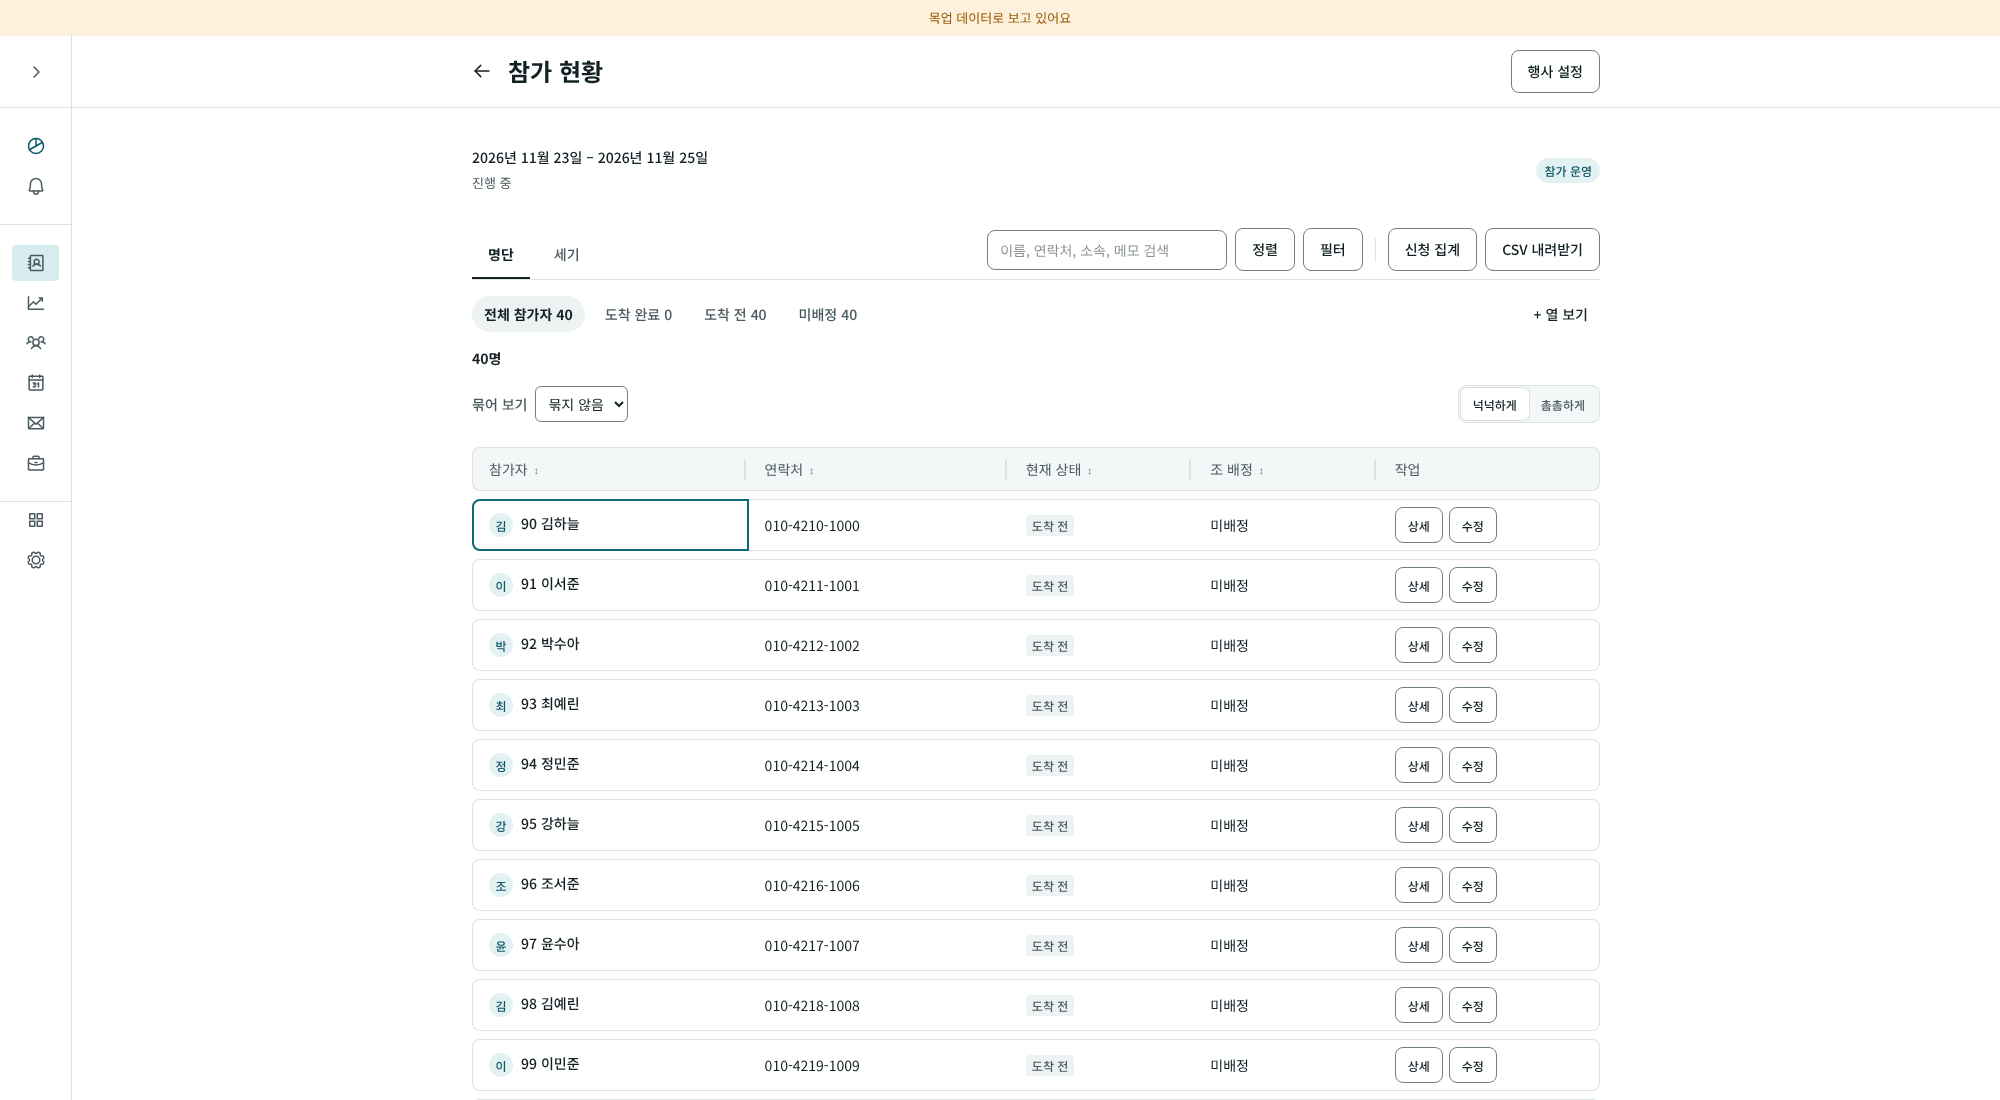 목업 데이터로 보고 있어요
참가 현황
행사 설정
2026년 11월 23일 – 2026년 11월 25일
진행 중
참가 운영
명단 세기
이름, 연락처, 소속, 메모 검색
정렬 필터 신청 집계 CSV 내려받기
전체 참가자 40 도착 완료 0 도착 전 40 미배정 40
+ 열 보기
40명
묶어 보기 묶지 않음
넉넉하게 촘촘하게
참가자 ↕ 연락처 ↕ 현재 상태 ↕ 조 배정 ↕ 작업
김 90 김하늘 010-4210-1000 도착 전 미배정 상세 수정
이 91 이서준 010-4211-1001 도착 전 미배정 상세 수정
박 92 박수아 010-4212-1002 도착 전 미배정 상세 수정
최 93 최예린 010-4213-1003 도착 전 미배정 상세 수정
정 94 정민준 010-4214-1004 도착 전 미배정 상세 수정
강 95 강하늘 010-4215-1005 도착 전 미배정 상세 수정
조 96 조서준 010-4216-1006 도착 전 미배정 상세 수정
윤 97 윤수아 010-4217-1007 도착 전 미배정 상세 수정
김 98 김예린 010-4218-1008 도착 전 미배정 상세 수정
이 99 이민준 010-4219-1009 도착 전 미배정 상세 수정